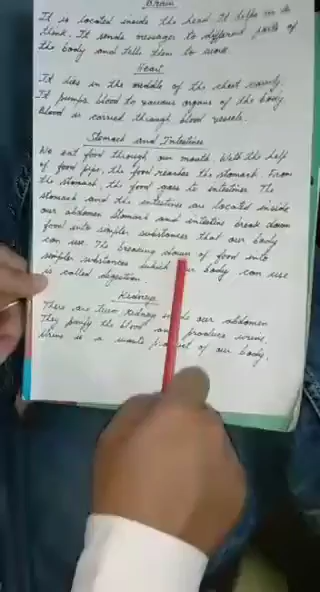 Brain
It is located inside the head. It helps us to
think. It sends messages to different parts of
the body and tells them to work.
Heart
It lies in the middle of the chest cavity.
It pumps blood to various organs of the body.
Blood is carried through blood vessels.
Stomach and Intestines
We eat food through our mouth. With the help
of food pipe, the food reaches the stomach. From
the stomach, the food goes to intestines. The
stomach and the intestine are located inside
our abdomen. Stomach and intestine break down
food into simpler substances that our body
can use. The breaking down of food into
simpler substances which our body can use
is called digestion.
Kidneys
There are two kidney our abdomen
They purify the blood produce urine.
Urine is a waste product of our body.